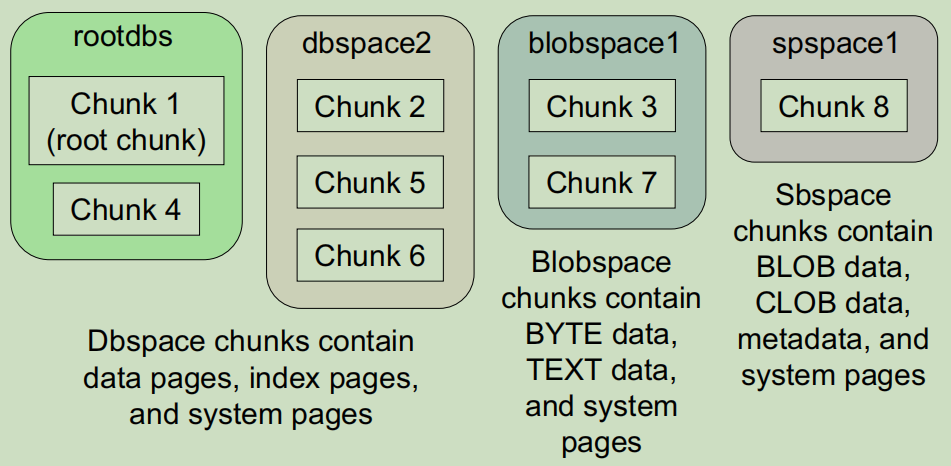 rootdbs
Chunk 1
(root chunk)
Chunk 4
dbspace2
Chunk 2
Chunk 5
Chunk 6
Dbspace chunks contain
data pages, index pages,
and system pages
blobspace1
Chunk 3
Chunk 7
Blobspace
chunks contain
BYTE data,
TEXT data,
and system
pages
spspace1
Chunk 8
Sbspace
chunks contain
BLOB data,
CLOB data,
metadata, and
system pages